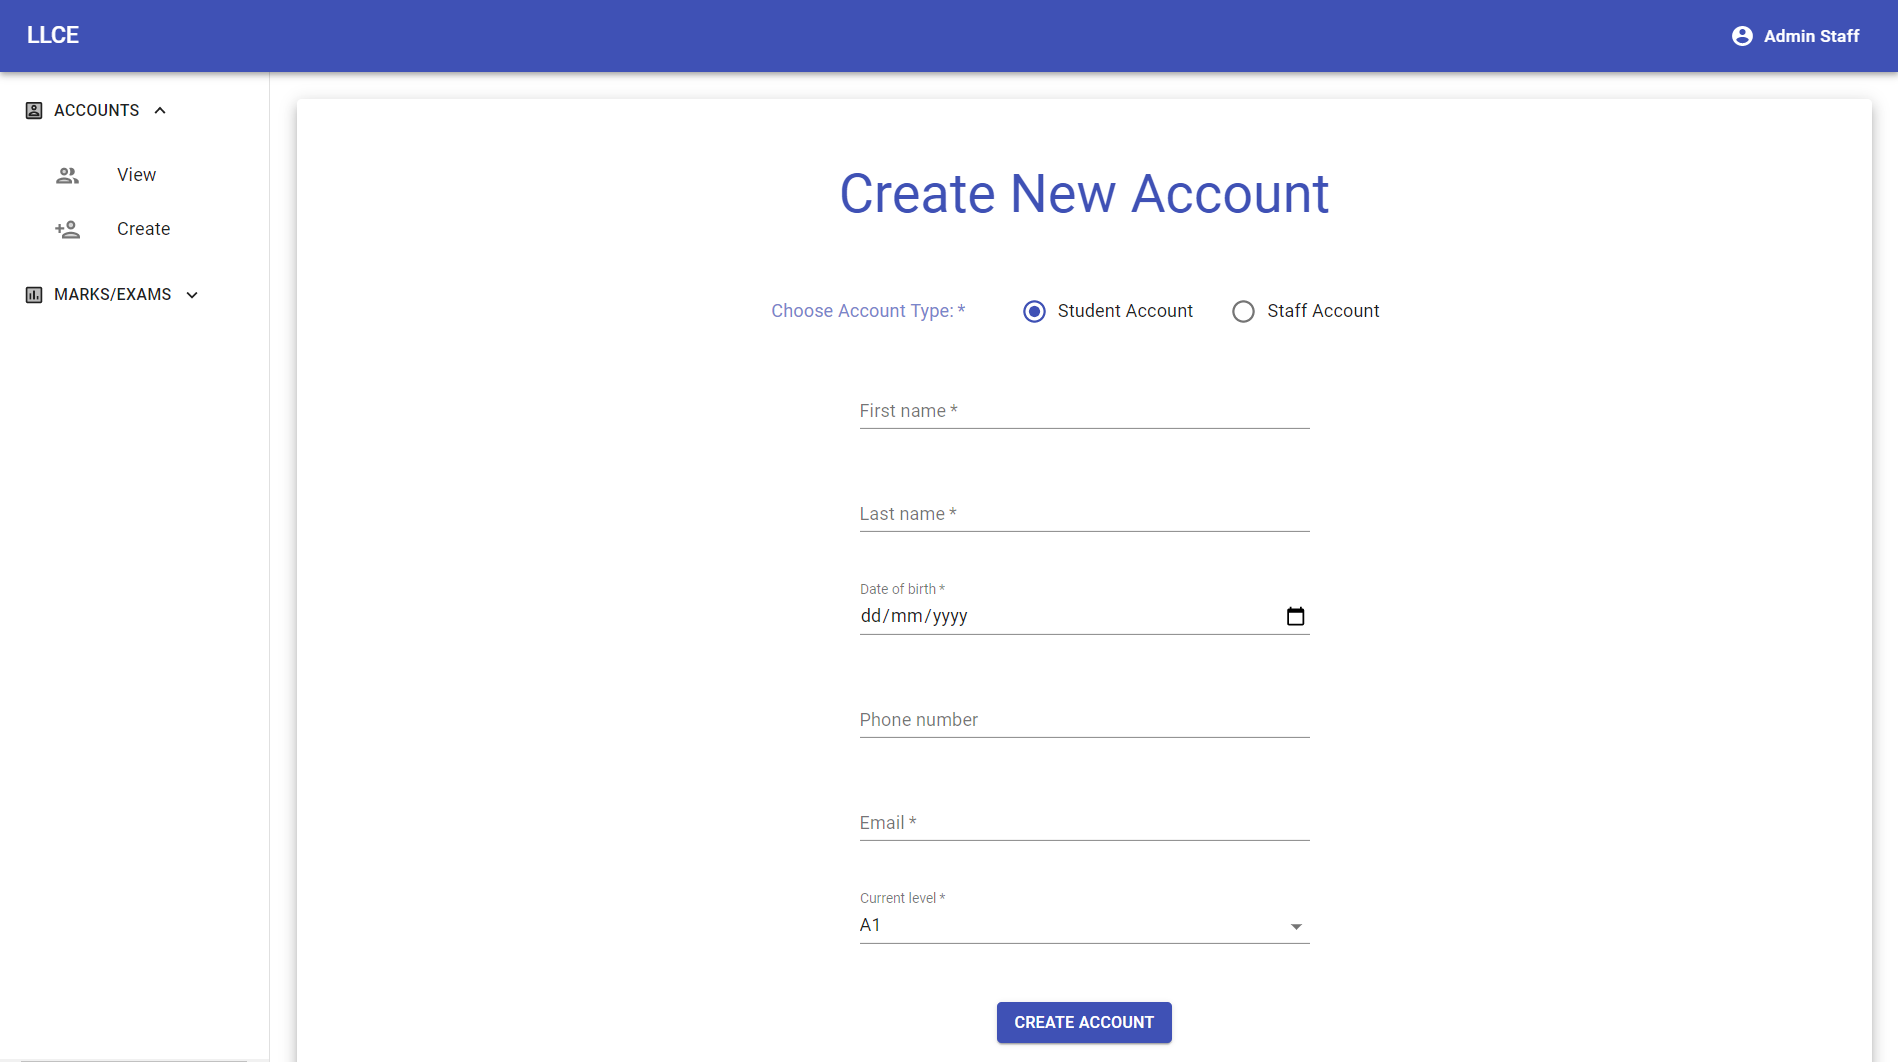 LLCE
Admin Staff
ACCOUNTS
View
Create
MARKS/EXAMS
Create New Account
Choose Account Type: *
Student Account
Staff Account
First name *
Last name *
Date of birth *
dd/mm/yyyy
Phone number
Email *
Current level *
A1
CREATE ACCOUNT